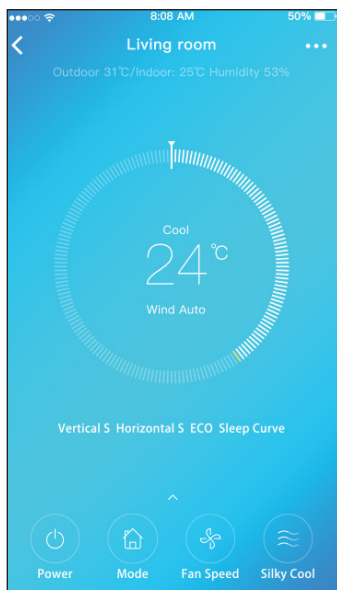 8:08 AM 50%
Living room
Outdoor 31℃/Indoor: 25℃ Humidity 53%
Cool
24℃
Wind Auto
Vertical S Horizontal S ECO Sleep Curve
Power Mode Fan Speed Silky Cool